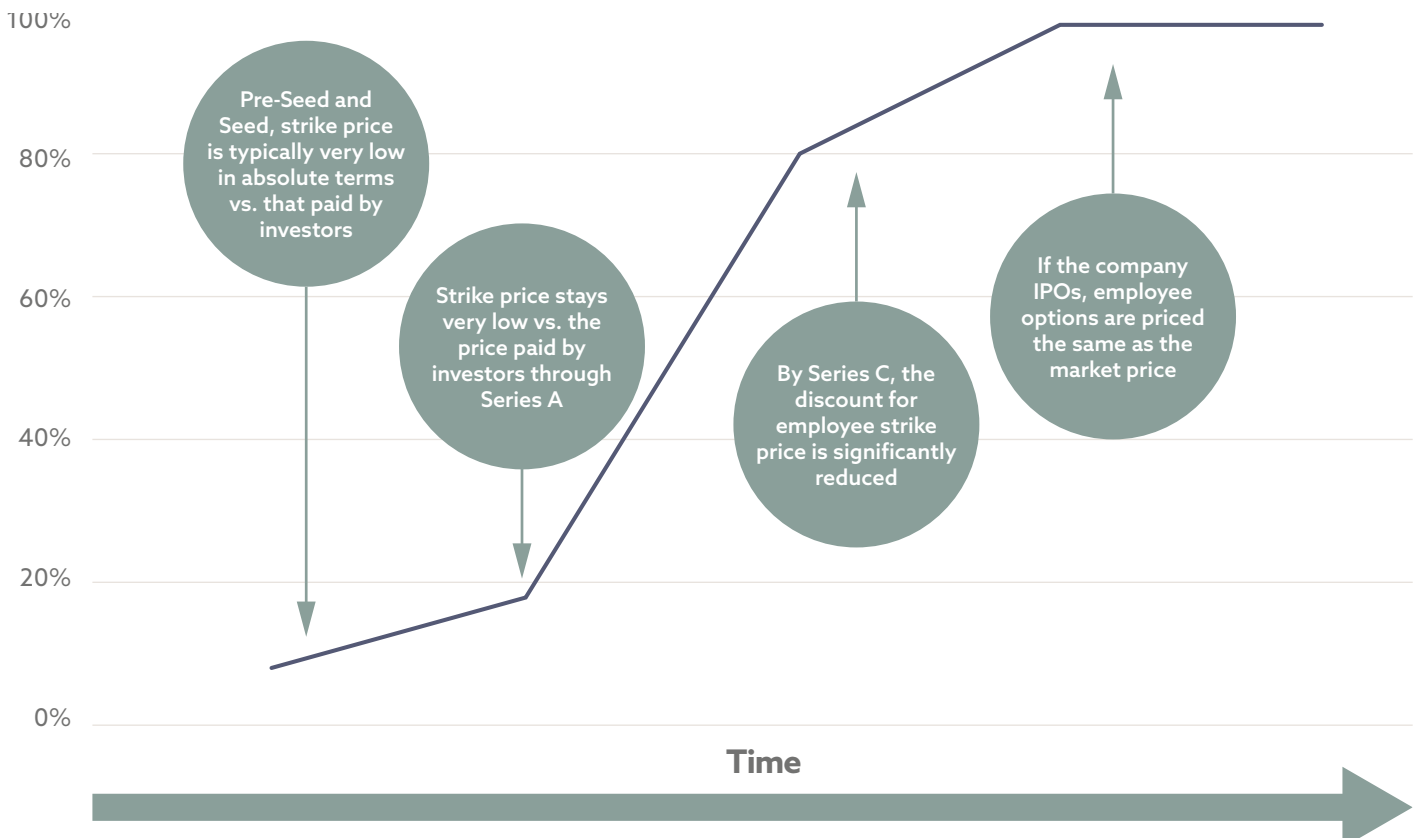 100%
80%
60%
40%
20%
0%
Pre-Seed and
Seed, strike price
is typically very low
in absolute terms
vs. that paid by
investors
Strike price stays
very low vs. the
price paid by
investors through
Series A
By Series C, the
discount for
employee strike
price is significantly
reduced
If the company
IPOs, employee
options are priced
the same as the
market price
Time